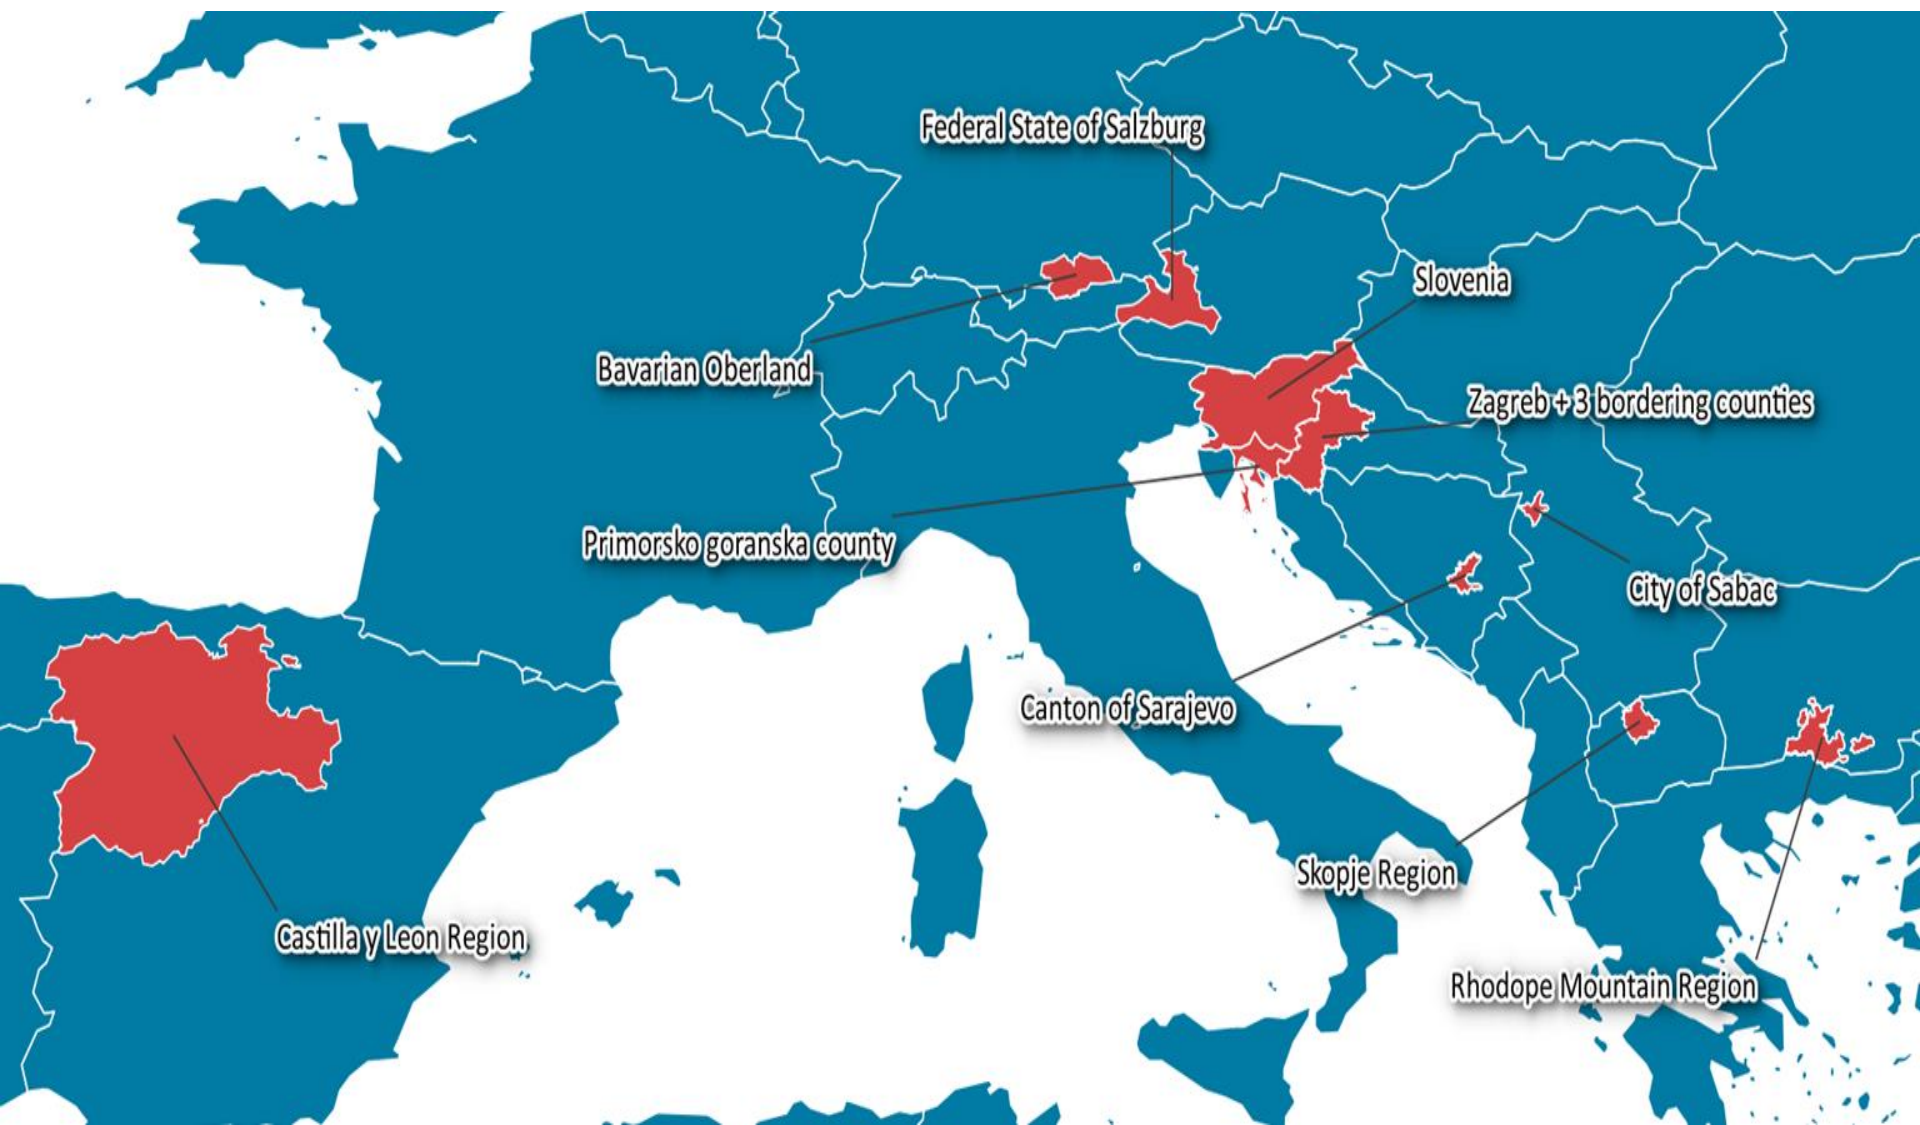 Federal State of Salzburg
Slovenia
Bavarian Oberland
Zagreb + 3 bordering counties
Primorsko goranska county
City of Sabac
Canton of Sarajevo
Skopje Region
Castilla y Leon Region
Rhodope Mountain Region